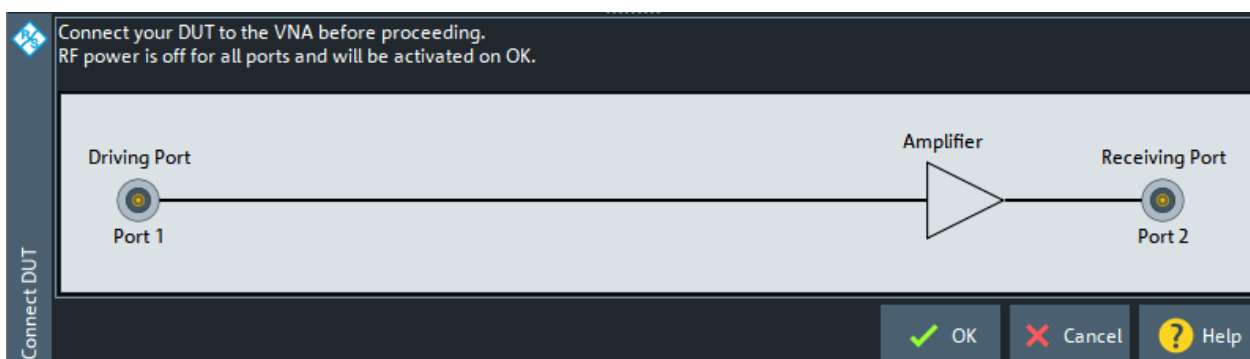 Connect your DUT to the VNA before proceeding.
RF power is off for all ports and will be activated on OK.
Driving Port
Port 1
Amplifier
Receiving Port
Port 2
Connect DUT
OK
Cancel
? Help